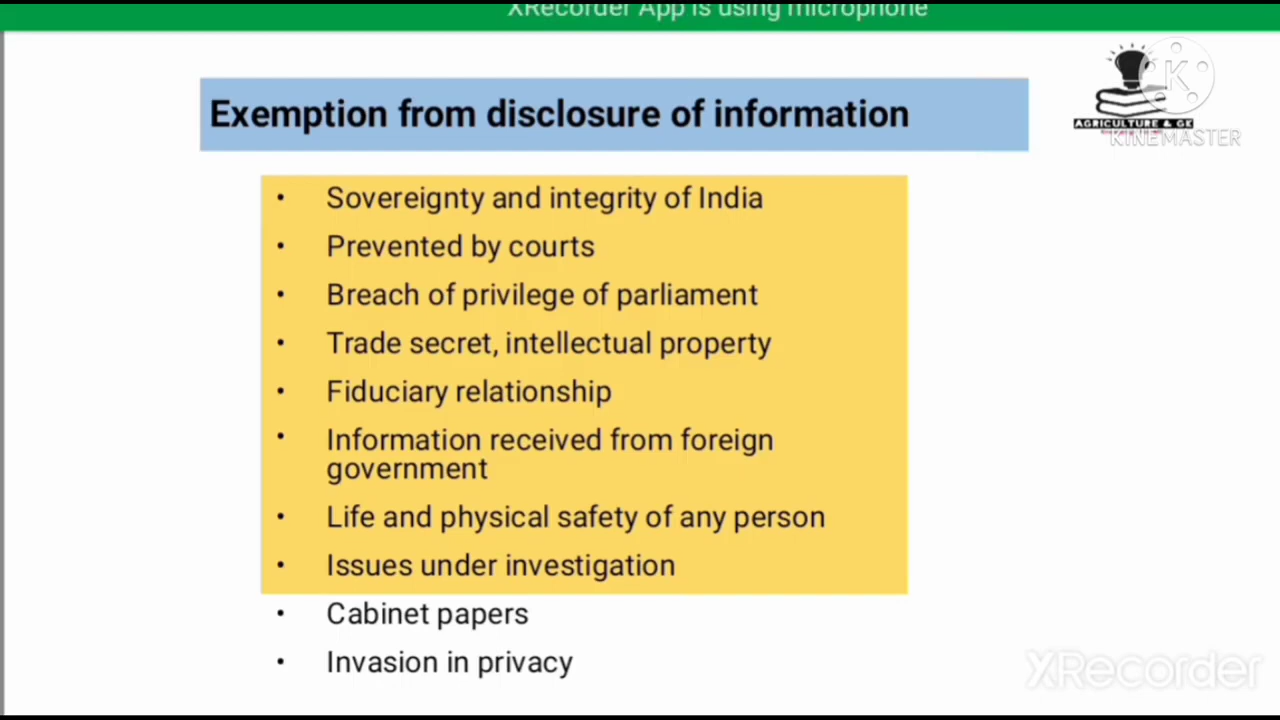 XRecorder App is using microphone
Exemption from disclosure of information
AGRICULTURE & GK
KINEMASTER
• Sovereignty and integrity of India
• Prevented by courts
• Breach of privilege of parliament
• Trade secret, intellectual property
• Fiduciary relationship
• Information received from foreign
government
• Life and physical safety of any person
• Issues under investigation
• Cabinet papers
• Invasion in privacy
XRecorder